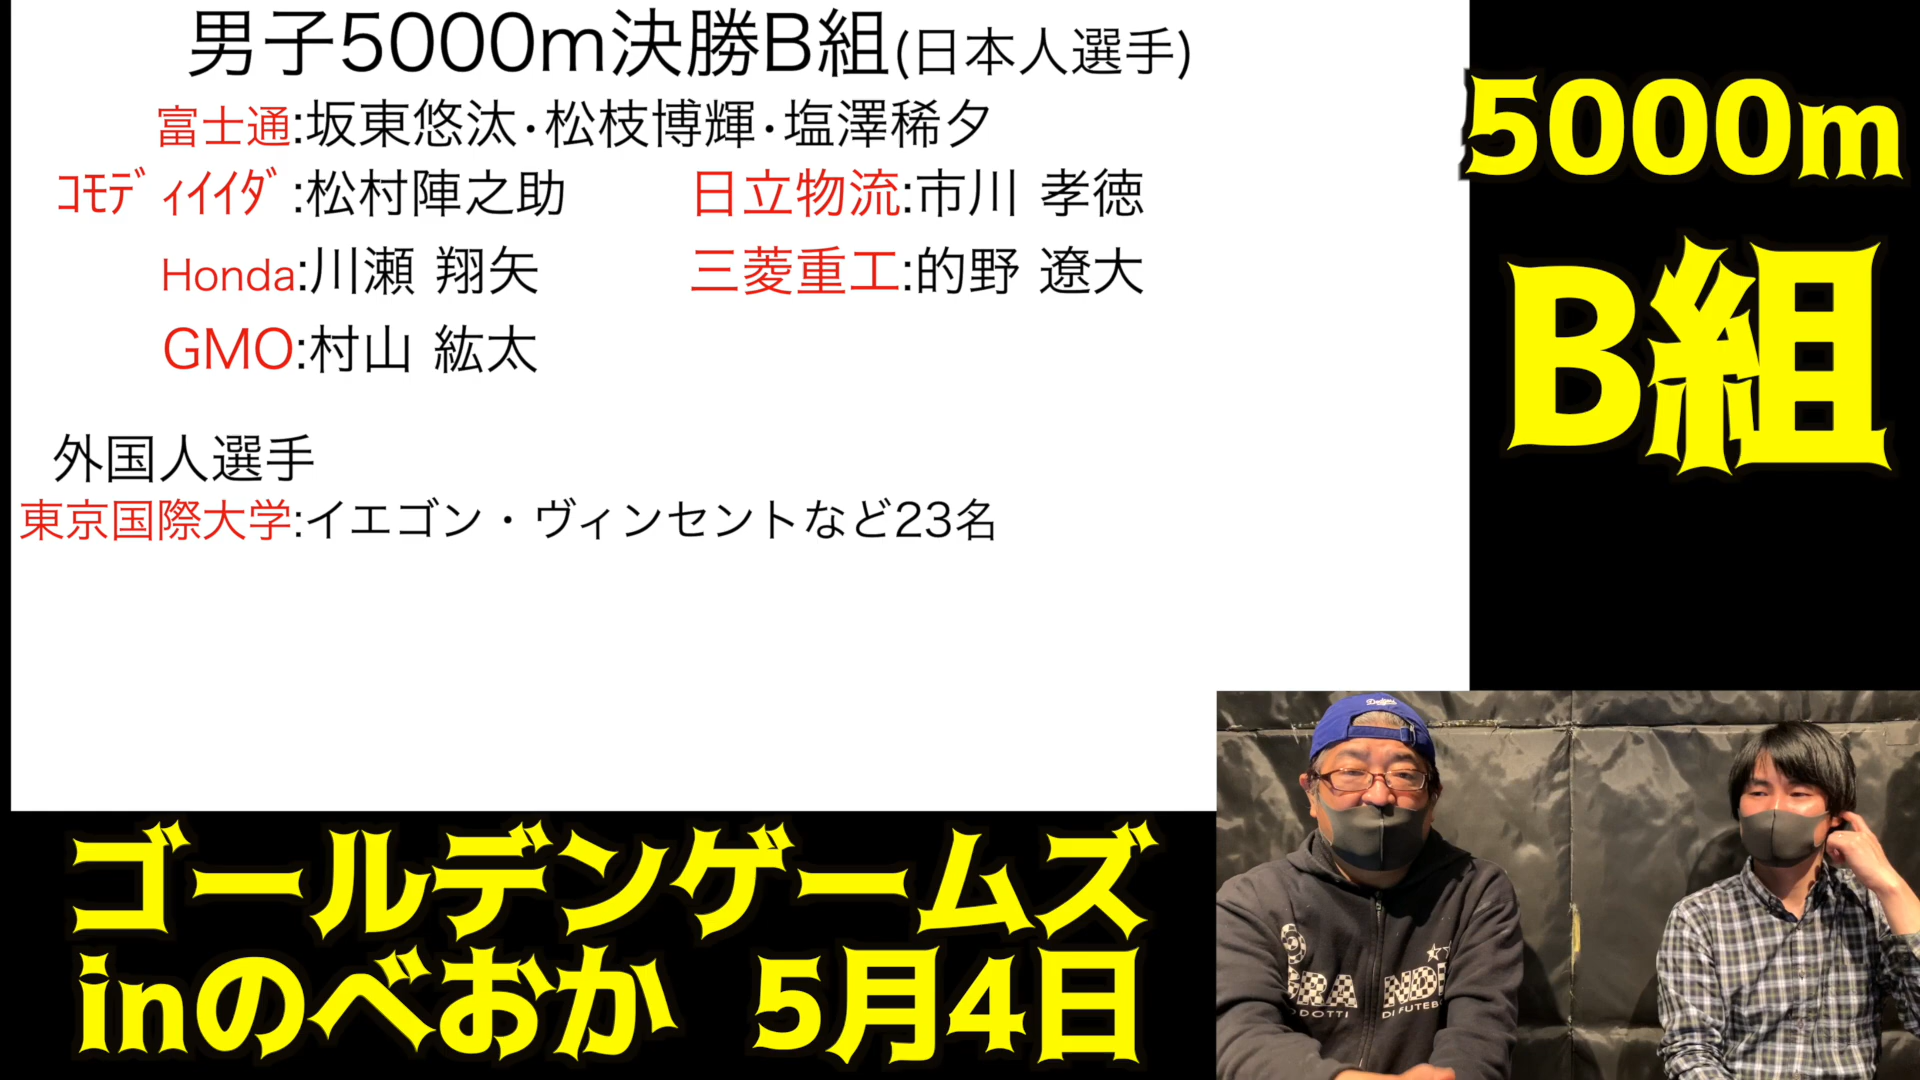 男子5000m決勝B組(日本人選手)
富士通:坂東悠汰・松枝博輝・塩澤稀夕
ｺﾓﾃﾞｨｲｲﾀﾞ:松村陣之助 日立物流:市川 孝徳
Honda:川瀬 翔矢 三菱重工:的野 遼大
GMO:村山 紘太
外国人選手
東京国際大学:イエゴン・ヴィンセントなど23名
5000m
B組
ゴールデンゲームズ
inのべおか 5月4日
Dodgers
DI FUTEB